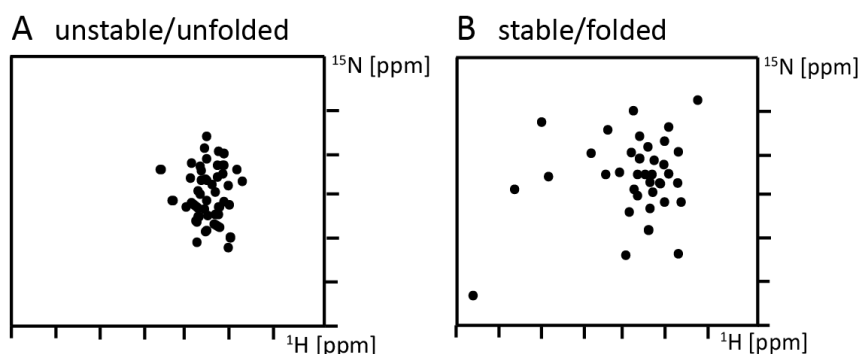 A unstable/unfolded
¹⁵N [ppm]
¹H [ppm]
B stable/folded
¹⁵N [ppm]
¹H [ppm]